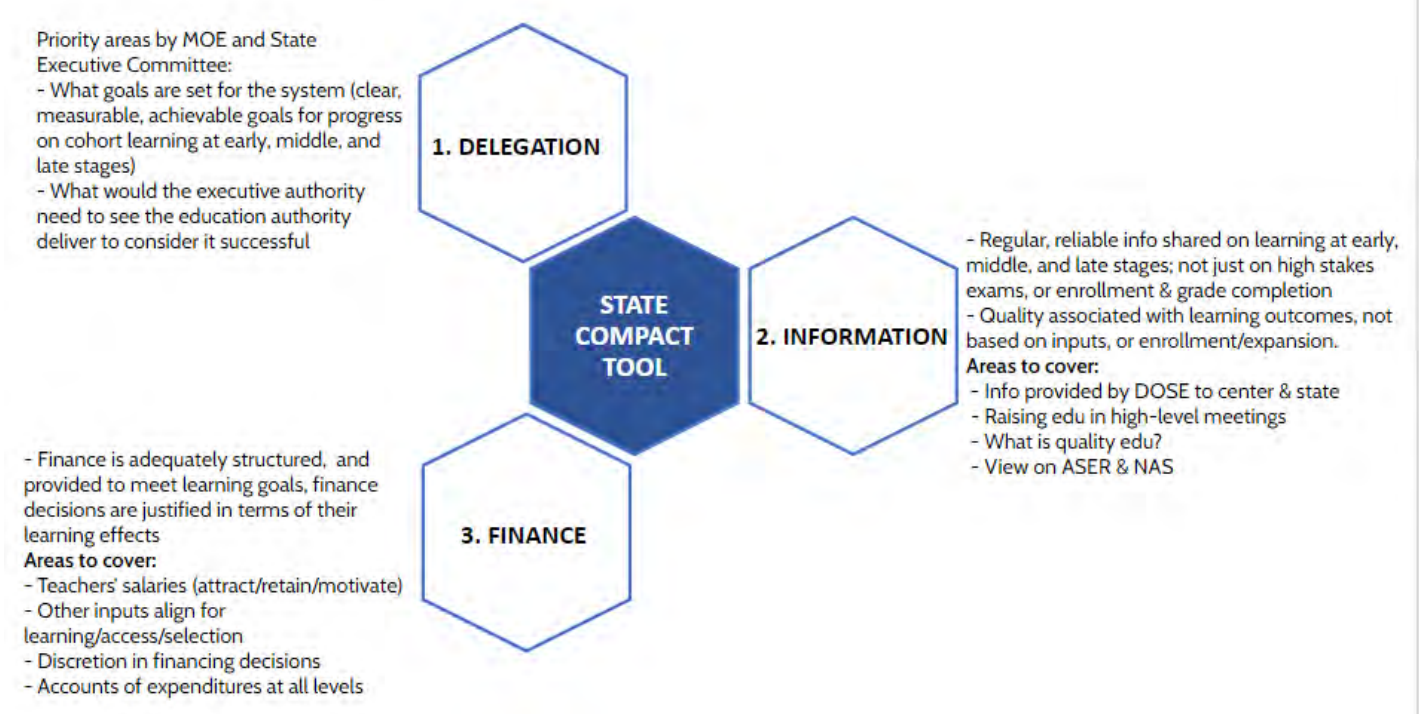 Priority areas by MOE and State
Executive Committee:
- What goals are set for the system (clear,
measurable, achievable goals for progress
on cohort learning at early, middle, and
late stages)
- What would the executive authority
need to see the education authority
deliver to consider it successful
1. DELEGATION
STATE
COMPACT
TOOL
2. INFORMATION
- Regular, reliable info shared on learning at early,
middle, and late stages; not just on high stakes
exams, or enrollment & grade completion
- Quality associated with learning outcomes, not
based on inputs, or enrollment/expansion.
Areas to cover:
- Info provided by DOSE to center & state
- Raising edu in high-level meetings
- What is quality edu?
- View on ASER & NAS
- Finance is adequately structured, and
provided to meet learning goals, finance
decisions are justified in terms of their
learning effects
Areas to cover:
- Teachers' salaries (attract/retain/motivate)
- Other inputs align for
learning/access/selection
- Discretion in financing decisions
- Accounts of expenditures at all levels
3. FINANCE